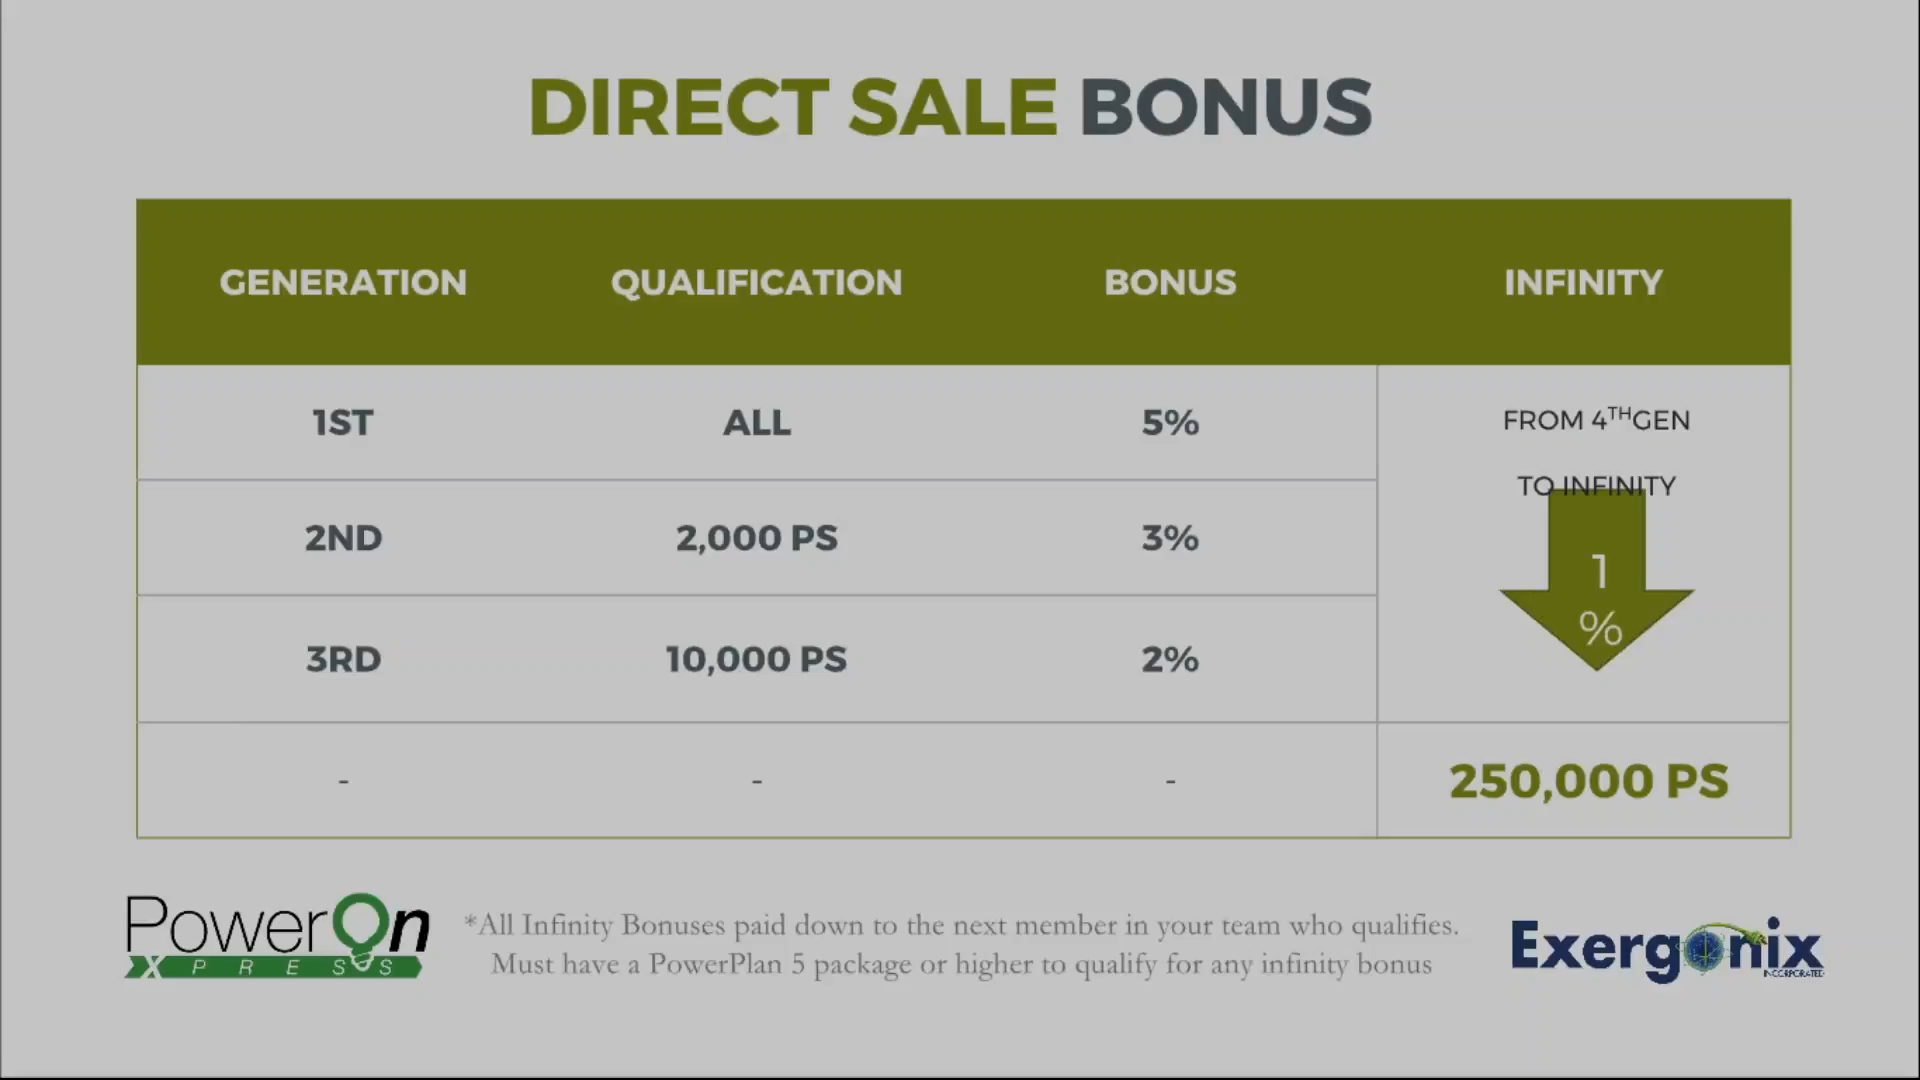 DIRECT SALE BONUS
GENERATION QUALIFICATION BONUS INFINITY
1ST ALL 5% FROM 4THGEN
TO INFINITY
2ND 2,000 PS 3%
1
%
3RD 10,000 PS 2%
- - - 250,000 PS
PowerOn
XPRESS
*All Infinity Bonuses paid down to the next member in your team who qualifies.
Must have a PowerPlan 5 package or higher to qualify for any infinity bonus
Exergonix
INCORPORATED